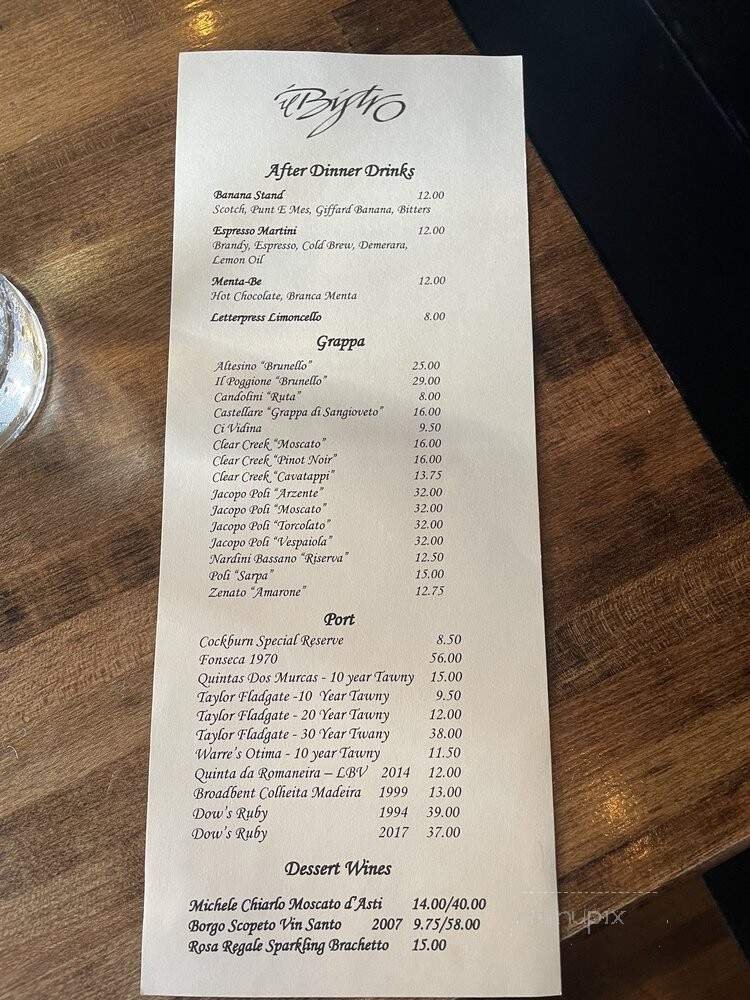 il Bistro
After Dinner Drinks
Banana Stand 12.00
Scotch, Punt E Mes, Giffard Banana, Bitters
Espresso Martini 12.00
Brandy, Espresso, Cold Brew, Demerara,
Lemon Oil
Menta-Be 12.00
Hot Chocolate, Branca Menta
Letterpress Limoncello 8.00
Grappa
Altesino "Brunello" 25.00
Il Poggione "Brunello" 29.00
Candolini "Ruta" 8.00
Castellare "Grappa di Sangioveto" 16.00
Ci Vidina 9.50
Clear Creek "Moscato" 16.00
Clear Creek "Pinot Noir" 16.00
Clear Creek "Cavatappi" 13.75
Jacopo Poli "Arzente" 32.00
Jacopo Poli "Moscato" 32.00
Jacopo Poli "Torcolato" 32.00
Jacopo Poli "Vespaiola" 32.00
Nardini Bassano "Riserva" 12.50
Poli "Sarpa" 15.00
Zenato "Amarone" 12.75
Port
Cockburn Special Reserve 8.50
Fonseca 1970 56.00
Quintas Dos Murcas - 10 year Tawny 15.00
Taylor Fladgate -10 Year Tawny 9.50
Taylor Fladgate - 20 Year Tawny 12.00
Taylor Fladgate - 30 Year Twany 38.00
Warre's Otima - 10 year Tawny 11.50
Quinta da Romaneira – LBV 2014 12.00
Broadbent Colheita Madeira 1999 13.00
Dow's Ruby 1994 39.00
Dow's Ruby 2017 37.00
Dessert Wines
Michele Chiarlo Moscato d'Asti 14.00/40.00
Borgo Scopeto Vin Santo 2007 9.75/58.00
Rosa Regale Sparkling Brachetto 15.00
menupix